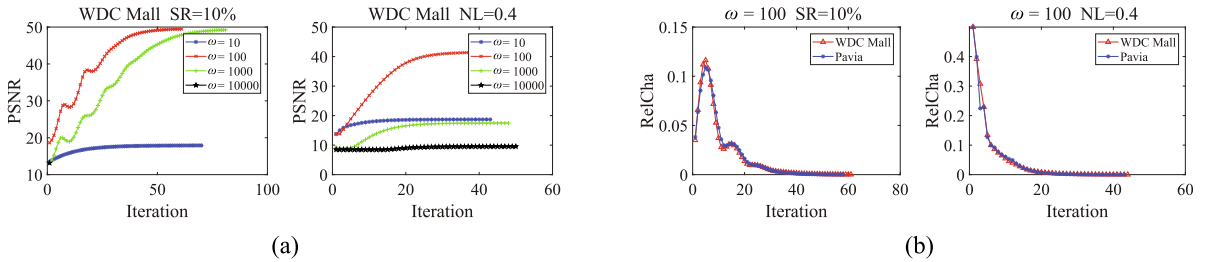 WDC Mall SR=10%
PSNR
50
40
30
20
10
0
50
100
Iteration
ω = 10
ω = 100
ω = 1000
ω = 10000
WDC Mall NL=0.4
PSNR
50
40
30
20
10
0
0
20
40
60
Iteration
ω = 10
ω = 100
ω = 1000
ω = 10000
(a)
ω = 100 SR=10%
RelCha
0.1
0.05
0
0
20
40
60
80
Iteration
WDC Mall
Pavia
ω = 100 NL=0.4
RelCha
0.4
0.3
0.2
0.1
0
0
20
40
60
Iteration
WDC Mall
Pavia
(b)